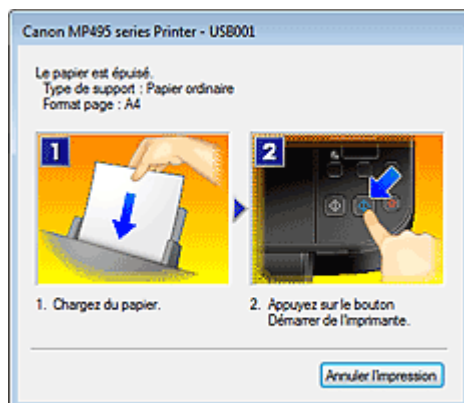 Canon MP495 series Printer - USB001
Le papier est épuisé.
Type de support : Papier ordinaire
Format page : A4
1
2
1. Chargez du papier.
2. Appuyez sur le bouton
Démarrer de l'imprimante.
Annuler l'impression